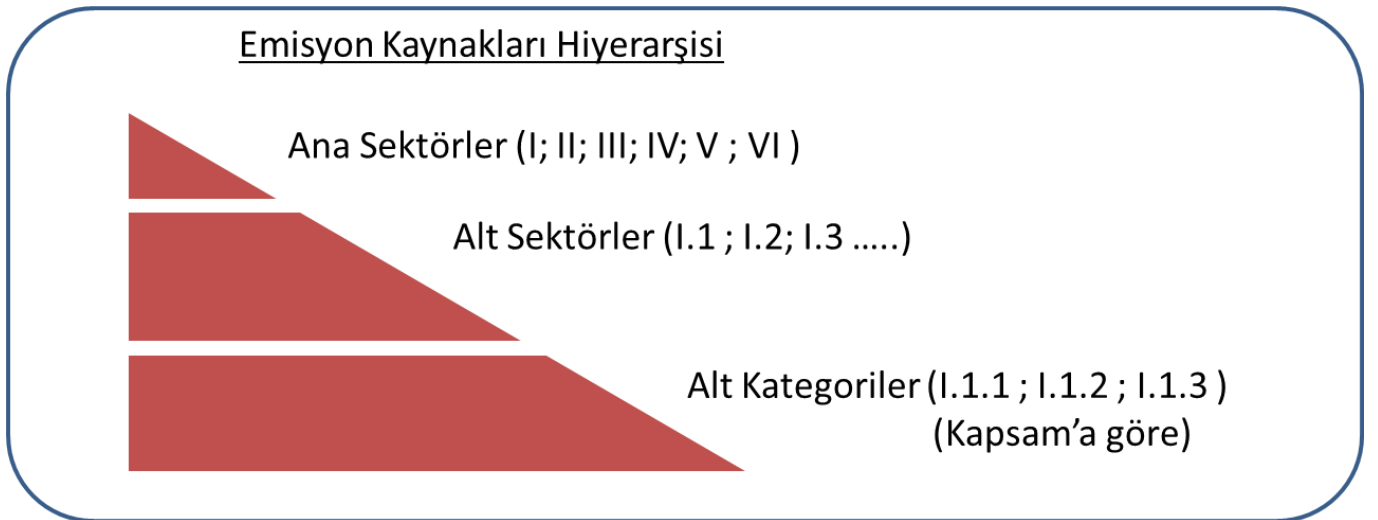 Emisyon Kaynakları Hiyerarşisi
Ana Sektörler (I; II; III; IV; V ; VI )
Alt Sektörler (I.1 ; I.2; I.3 .....)
Alt Kategoriler (I.1.1 ; I.1.2 ; I.1.3 )
(Kapsam’a göre)